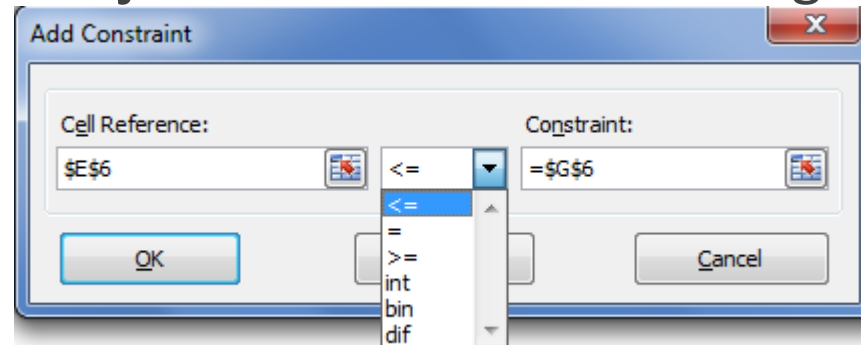 Add Constraint
Cell Reference:
Constraint:
$E$6
<=
=$G$6
<=
=
>=
int
bin
dif
OK
Cancel